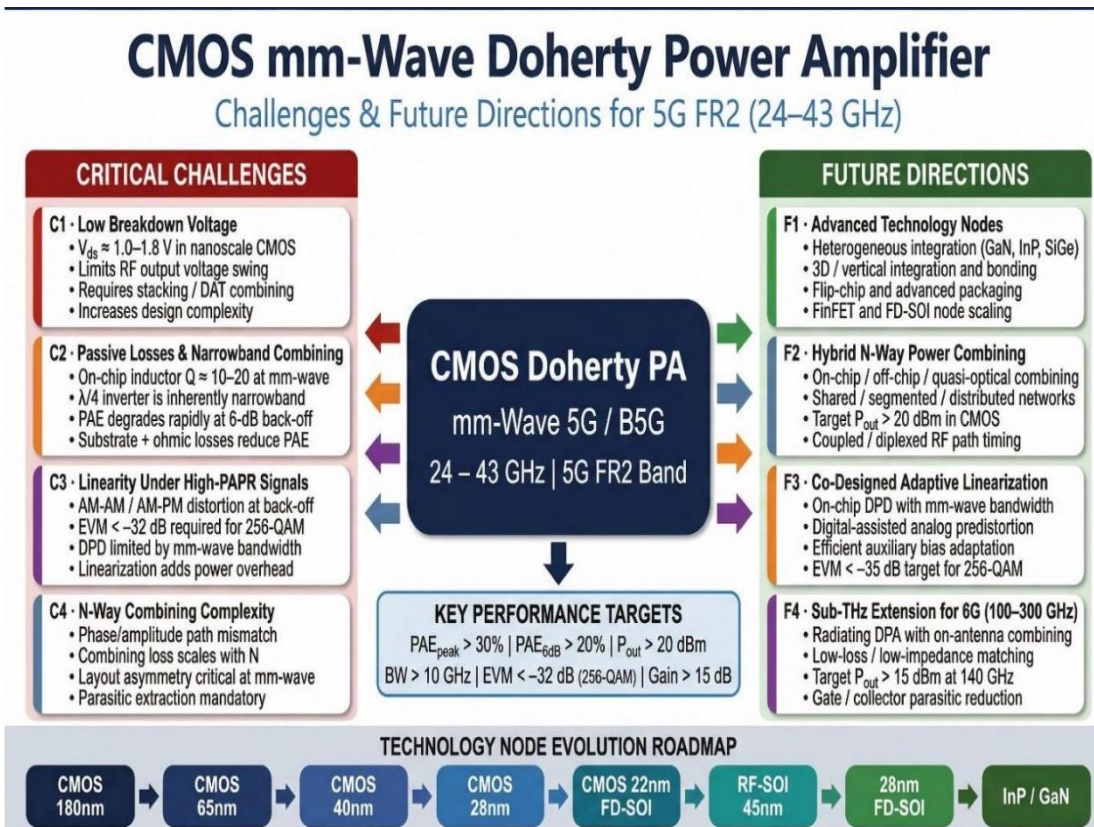 CMOS mm-Wave Doherty Power Amplifier
Challenges & Future Directions for 5G FR2 (24–43 GHz)
CRITICAL CHALLENGES
C1 · Low Breakdown Voltage
• Vds ≈ 1.0–1.8 V in nanoscale CMOS
• Limits RF output voltage swing
• Requires stacking / DAT combining
• Increases design complexity
C2 · Passive Losses & Narrowband Combining
• On-chip inductor Q ≈ 10–20 at mm-wave
• λ/4 inverter is inherently narrowband
• PAE degrades rapidly at 6-dB back-off
• Substrate + ohmic losses reduce PAE
C3 · Linearity Under High-PAPR Signals
• AM-AM / AM-PM distortion at back-off
• EVM < –32 dB required for 256-QAM
• DPD limited by mm-wave bandwidth
• Linearization adds power overhead
C4 · N-Way Combining Complexity
• Phase/amplitude path mismatch
• Combining loss scales with N
• Layout asymmetry critical at mm-wave
• Parasitic extraction mandatory
CMOS Doherty PA
mm-Wave 5G / B5G
24 – 43 GHz | 5G FR2 Band
KEY PERFORMANCE TARGETS
PAEpeak > 30% | PAE6dB > 20% | Pout > 20 dBm
BW > 10 GHz | EVM < –32 dB (256-QAM) | Gain > 15 dB
FUTURE DIRECTIONS
F1 · Advanced Technology Nodes
• Heterogeneous integration (GaN, InP, SiGe)
• 3D / vertical integration and bonding
• Flip-chip and advanced packaging
• FinFET and FD-SOI node scaling
F2 · Hybrid N-Way Power Combining
• On-chip / off-chip / quasi-optical combining
• Shared / segmented / distributed networks
• Target Pout > 20 dBm in CMOS
• Coupled / diplexed RF path timing
F3 · Co-Designed Adaptive Linearization
• On-chip DPD with mm-wave bandwidth
• Digital-assisted analog predistortion
• Efficient auxiliary bias adaptation
• EVM < –35 dB target for 256-QAM
F4 · Sub-THz Extension for 6G (100–300 GHz)
• Radiating DPA with on-antenna combining
• Low-loss / low-impedance matching
• Target Pout > 15 dBm at 140 GHz
• Gate / collector parasitic reduction
TECHNOLOGY NODE EVOLUTION ROADMAP
CMOS
180nm
CMOS
65nm
CMOS
40nm
CMOS
28nm
CMOS 22nm
FD-SOI
RF-SOI
45nm
28nm
FD-SOI
InP / GaN